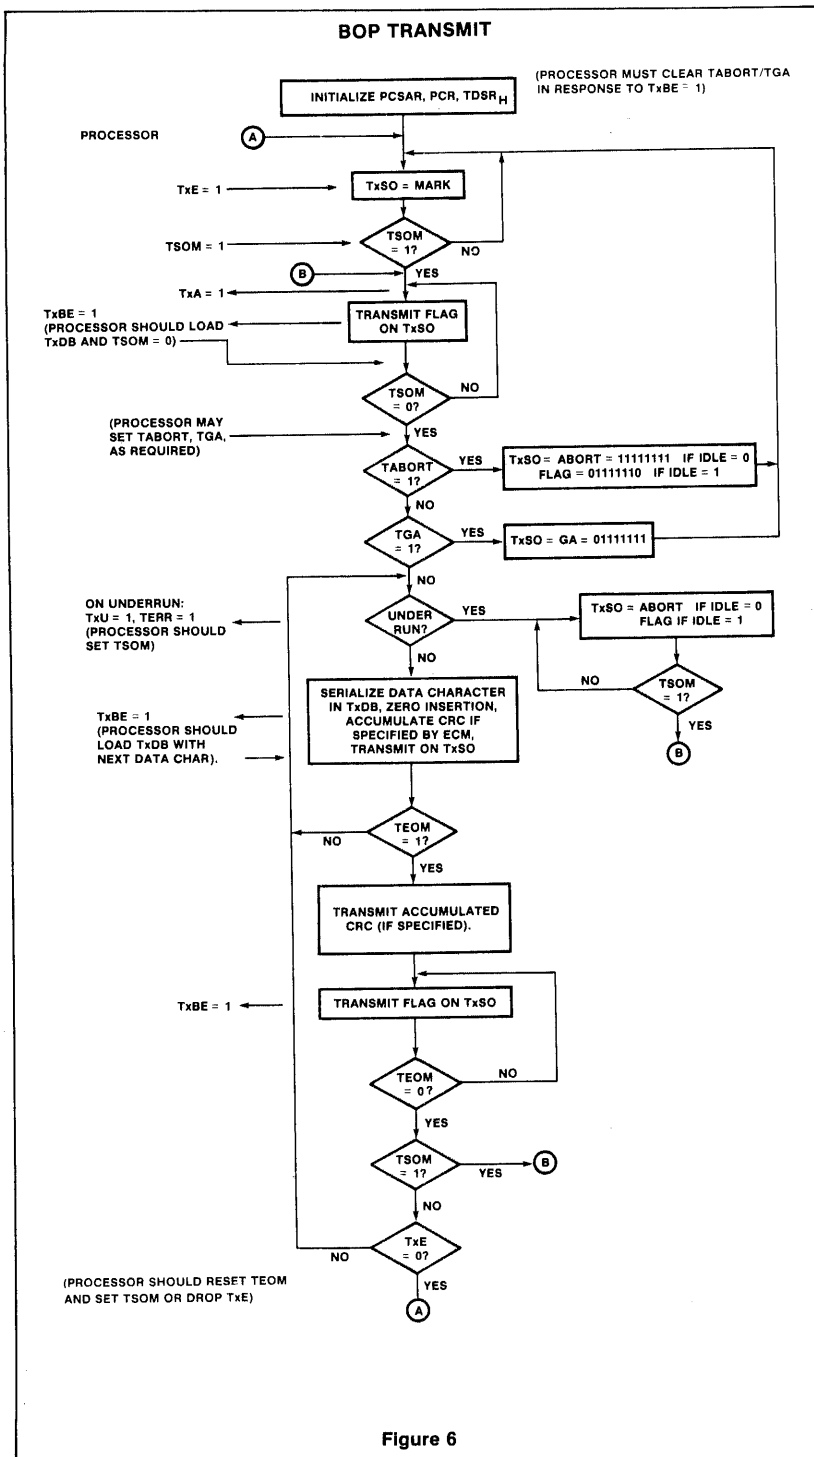 BOP TRANSMIT
(PROCESSOR MUST CLEAR TABORT/TGA
IN RESPONSE TO TxBE = 1)
INITIALIZE PCSAR, PCR, TDSRH
PROCESSOR
A
TxE = 1
TxSO = MARK
TSOM = 1
TSOM
= 1?
NO
B
YES
TxA = 1
TxBE = 1
(PROCESSOR SHOULD LOAD
TxDB AND TSOM = 0)
TRANSMIT FLAG
ON TxSO
TSOM
= 0?
NO
YES
(PROCESSOR MAY
SET TABORT, TGA,
AS REQUIRED)
TABORT
= 1?
YES
TxSO = ABORT = 11111111 IF IDLE = 0
FLAG = 01111110 IF IDLE = 1
NO
TGA
= 1?
YES
TxSO = GA = 01111111
NO
ON UNDERRUN:
TxU = 1, TERR = 1
(PROCESSOR SHOULD
SET TSOM)
UNDER
RUN?
YES
TxSO = ABORT IF IDLE = 0
FLAG IF IDLE = 1
NO
NO
TSOM
= 1?
YES
B
SERIALIZE DATA CHARACTER
IN TxDB, ZERO INSERTION,
ACCUMULATE CRC IF
SPECIFIED BY ECM,
TRANSMIT ON TxSO
TxBE = 1
(PROCESSOR SHOULD
LOAD TxDB WITH
NEXT DATA CHAR).
TEOM
= 1?
NO
YES
TRANSMIT ACCUMULATED
CRC (IF SPECIFIED).
TxBE = 1
TRANSMIT FLAG ON TxSO
TEOM
= 0?
NO
YES
TSOM
= 1?
YES
B
NO
TxE
= 0?
NO
YES
(PROCESSOR SHOULD RESET TEOM
AND SET TSOM OR DROP TxE)
A
Figure 6